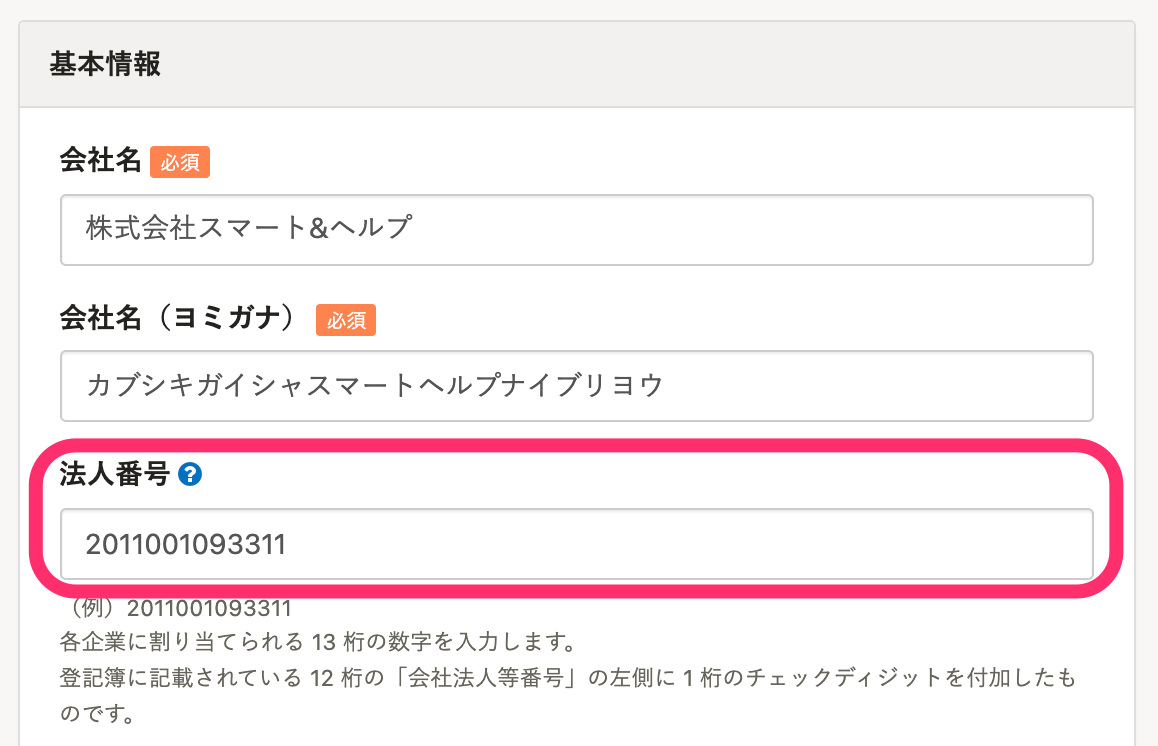 基本情報
会社名 必須
株式会社スマート&ヘルプ
会社名（ヨミガナ） 必須
カブシキガイシャスマートヘルプナイブリヨウ
法人番号 ?
2011001093311
（例）2011001093311
各企業に割り当てられる 13 桁の数字を入力します。
登記簿に記載されている 12 桁の「会社法人等番号」の左側に 1 桁のチェックディジットを付加したも
のです。